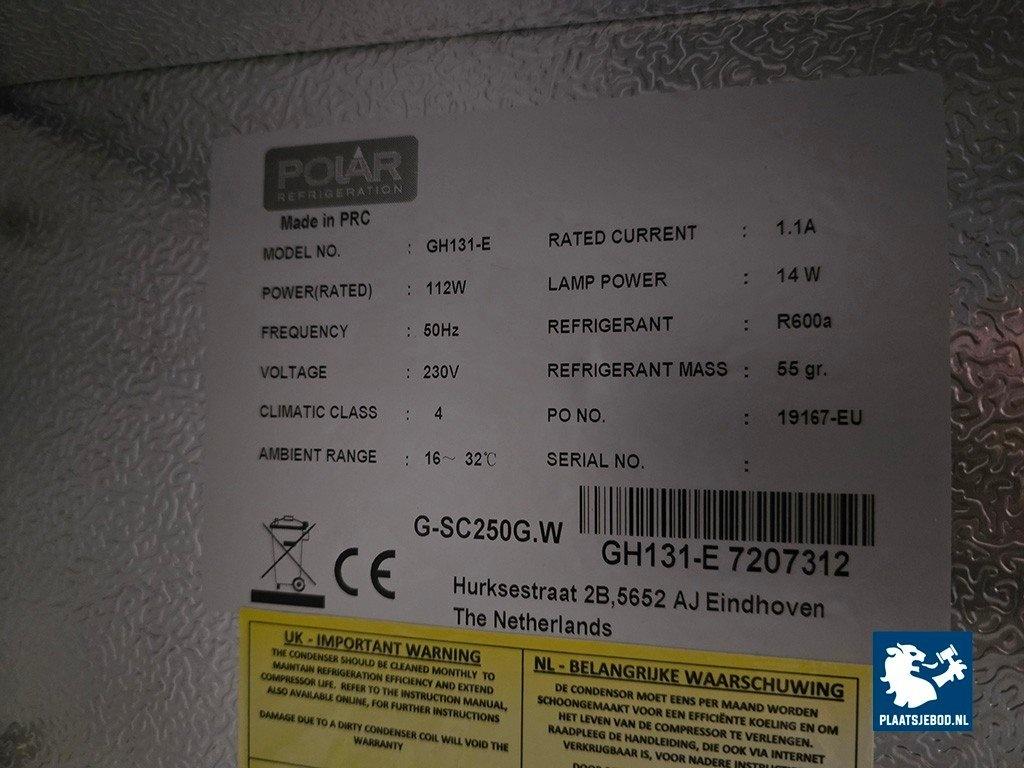 POLAR
REFRIGERATION
Made in PRC
MODEL NO. : GH131-E
POWER(RATED) : 112W
FREQUENCY : 50Hz
VOLTAGE : 230V
CLIMATIC CLASS : 4
AMBIENT RANGE : 16~ 32℃
RATED CURRENT : 1.1A
LAMP POWER : 14 W
REFRIGERANT : R600a
REFRIGERANT MASS : 55 gr.
PO NO. : 19167-EU
SERIAL NO. :
G-SC250G.W
GH131-E 7207312
CE
Hurksestraat 2B,5652 AJ Eindhoven
The Netherlands
UK - IMPORTANT WARNING
THE CONDENSER SHOULD BE CLEANED MONTHLY TO
MAINTAIN REFRIGERATION EFFICIENCY AND EXTEND
COMPRESSOR LIFE. REFER TO THE INSTRUCTION MANUAL,
ALSO AVAILABLE ONLINE, FOR FURTHER INSTRUCTIONS
DAMAGE DUE TO A DIRTY CONDENSER COIL WILL VOID THE
WARRANTY
NL - BELANGRIJKE WAARSCHUWING
DE CONDENSOR MOET EENS PER MAAND WORDEN
SCHOONGEMAAKT VOOR EEN EFFICIËNTE KOELING EN OM
HET LEVEN VAN DE COMPRESSOR TE VERLENGEN.
RAADPLEEG DE HANDLEIDING, DIE OOK VIA INTERNET
VERKRUGBAAR IS, VOOR NADERE
PLAATSJEBOD.NL